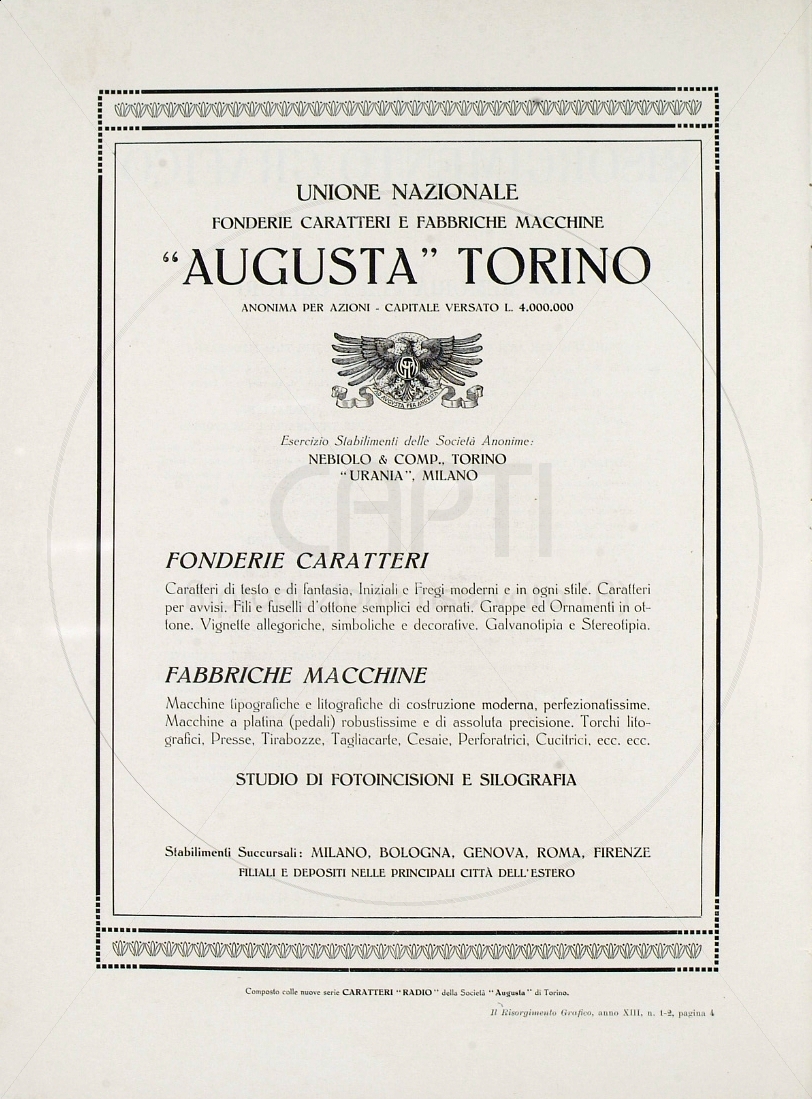 UNIONE NAZIONALE
FONDERIE CARATTERI E FABBRICHE MACCHINE
“AUGUSTA” TORINO
ANONIMA PER AZIONI - CAPITALE VERSATO L. 4.000.000
PER AUGUSTA
Esercizio Stabilimenti delle Società Anonime:
NEBIOLO & COMP., TORINO
“URANIA”, MILANO
CAPTI
FONDERIE CARATTERI
Caratteri di testo e di fantasia, Iniziali e Fregi moderni e in ogni stile. Caratteri
per avvisi. Fili e fuselli d'ottone semplici ed ornati. Grappe ed Ornamenti in ot-
tone. Vignette allegoriche, simboliche e decorative. Galvanotipia e Stereotipia.
FABBRICHE MACCHINE
Macchine tipografiche e litografiche di costruzione moderna, perfezionatissime.
Macchine a platina (pedali) robustissime e di assoluta precisione. Torchi lito-
grafici, Presse, Tirabozze, Tagliacarte, Cesaie, Perforatrici, Cucitrici, ecc. ecc.
STUDIO DI FOTOINCISIONI E SILOGRAFIA
Stabilimenti Succursali: MILANO, BOLOGNA, GENOVA, ROMA, FIRENZE
FILIALI E DEPOSITI NELLE PRINCIPALI CITTÀ DELL'ESTERO
Composto colle nuove serie CARATTERI “RADIO” della Società “Augusta” di Torino.
Il Risorgimento Grafico, anno XIII, n. 1-2, pagina 4